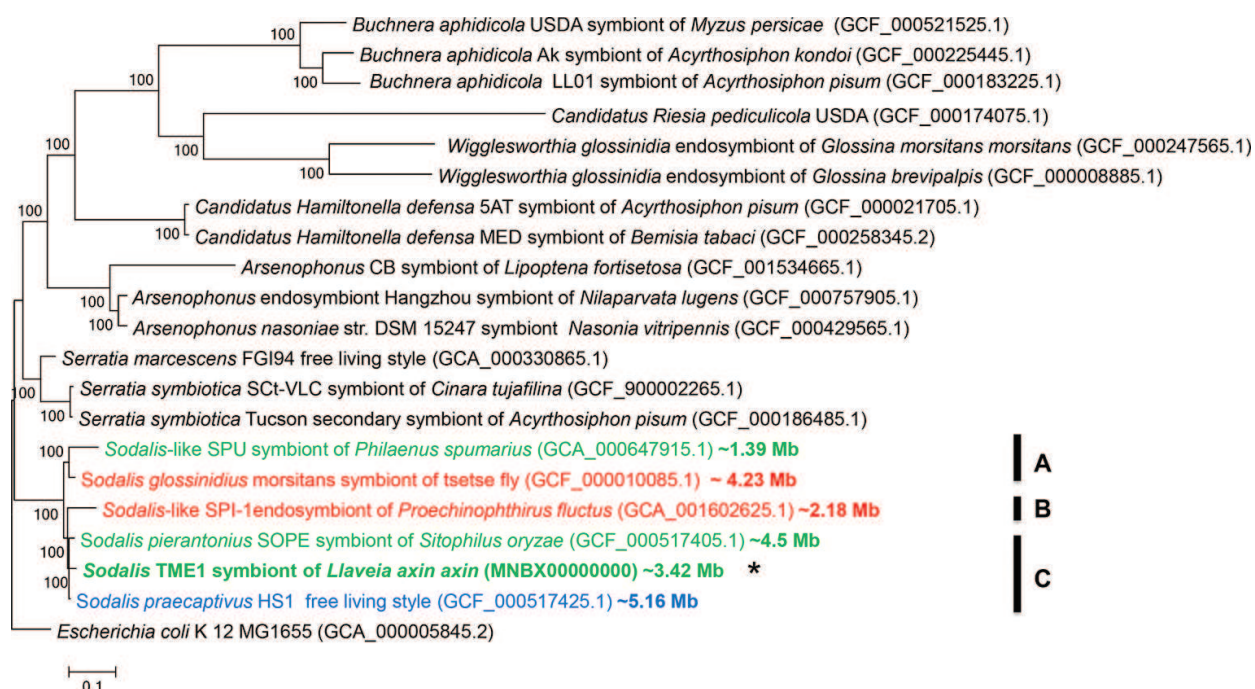 100 Buchnera aphidicola USDA symbiont of Myzus persicae (GCF_000521525.1)
Buchnera aphidicola Ak symbiont of Acyrthosiphon kondoi (GCF_000225445.1)
100 100 Buchnera aphidicola LL01 symbiont of Acyrthosiphon pisum (GCF_000183225.1)
Candidatus Riesia pediculicola USDA (GCF_000174075.1)
100 100 Wigglesworthia glossinidia endosymbiont of Glossina morsitans morsitans (GCF_000247565.1)
100 Wigglesworthia glossinidia endosymbiont of Glossina brevipalpis (GCF_000008885.1)
100 Candidatus Hamiltonella defensa 5AT symbiont of Acyrthosiphon pisum (GCF_000021705.1)
100 Candidatus Hamiltonella defensa MED symbiont of Bemisia tabaci (GCF_000258345.2)
Arsenophonus CB symbiont of Lipoptena fortisetosa (GCF_001534665.1)
100 Arsenophonus endosymbiont Hangzhou symbiont of Nilaparvata lugens (GCF_000757905.1)
100 Arsenophonus nasoniae str. DSM 15247 symbiont Nasonia vitripennis (GCF_000429565.1)
Serratia marcescens FGI94 free living style (GCA_000330865.1)
100 Serratia symbiotica SCt-VLC symbiont of Cinara tujafilina (GCF_900002265.1)
100 Serratia symbiotica Tucson secondary symbiont of Acyrthosiphon pisum (GCF_000186485.1)
100 Sodalis-like SPU symbiont of Philaenus spumarius (GCA_000647915.1) ~1.39 Mb
A
Sodalis glossinidius morsitans symbiont of tsetse fly (GCF_000010085.1) ~ 4.23 Mb
100 Sodalis-like SPI-1endosymbiont of Proechinophthirus fluctus (GCA_001602625.1) ~2.18 Mb B
Sodalis pierantonius SOPE symbiont of Sitophilus oryzae (GCF_000517405.1) ~4.5 Mb
100 Sodalis TME1 symbiont of Llaveia axin axin (MNBX00000000) ~3.42 Mb * C
100 Sodalis praecaptivus HS1 free living style (GCF_000517425.1) ~5.16 Mb
Escherichia coli K 12 MG1655 (GCA_000005845.2)
0.1